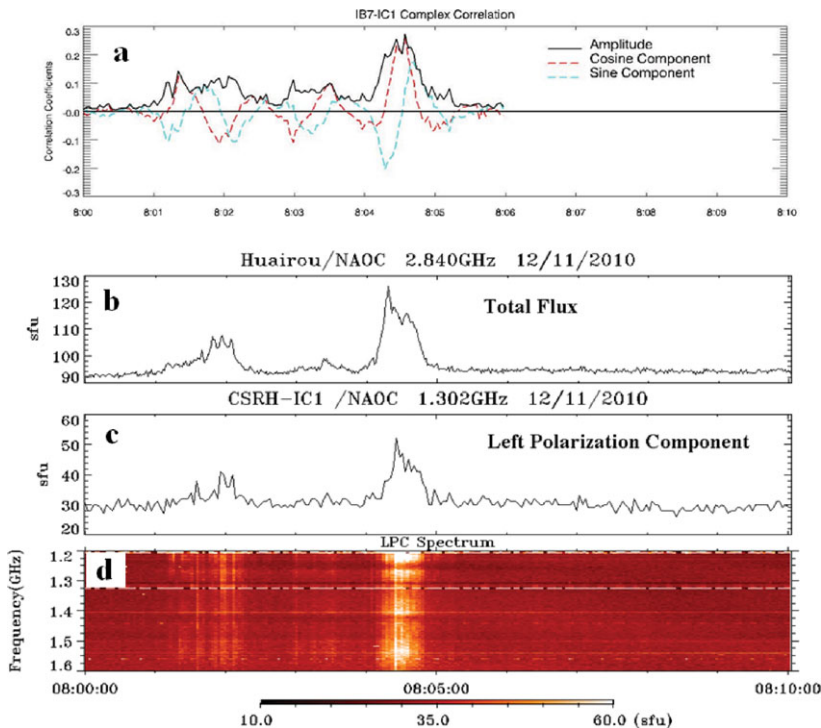 IB7-IC1 Complex Correlation
a
Amplitude
Cosine Component
Sine Component
Correlation Coefficients
0.3
0.2
0.1
-0.0
-0.1
-0.2
-0.3
8:00 8:01 8:02 8:03 8:04 8:05 8:06 8:07 8:08 8:09 8:10
Huairou/NAOC 2.840GHz 12/11/2010
b
Total Flux
sfu
130
120
110
100
90
CSRH-IC1 /NAOC 1.302GHz 12/11/2010
c
Left Polarization Component
sfu
60
50
40
30
20
LPC Spectrum
d
Frequency(GHz)
1.2
1.3
1.4
1.5
1.6
08:00:00 08:05:00 08:10:00
10.0 35.0 60.0 (sfu)